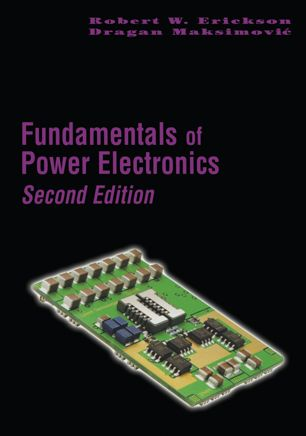 Robert W. Erickson
Dragan Maksimović
Fundamentals of
Power Electronics
Second Edition